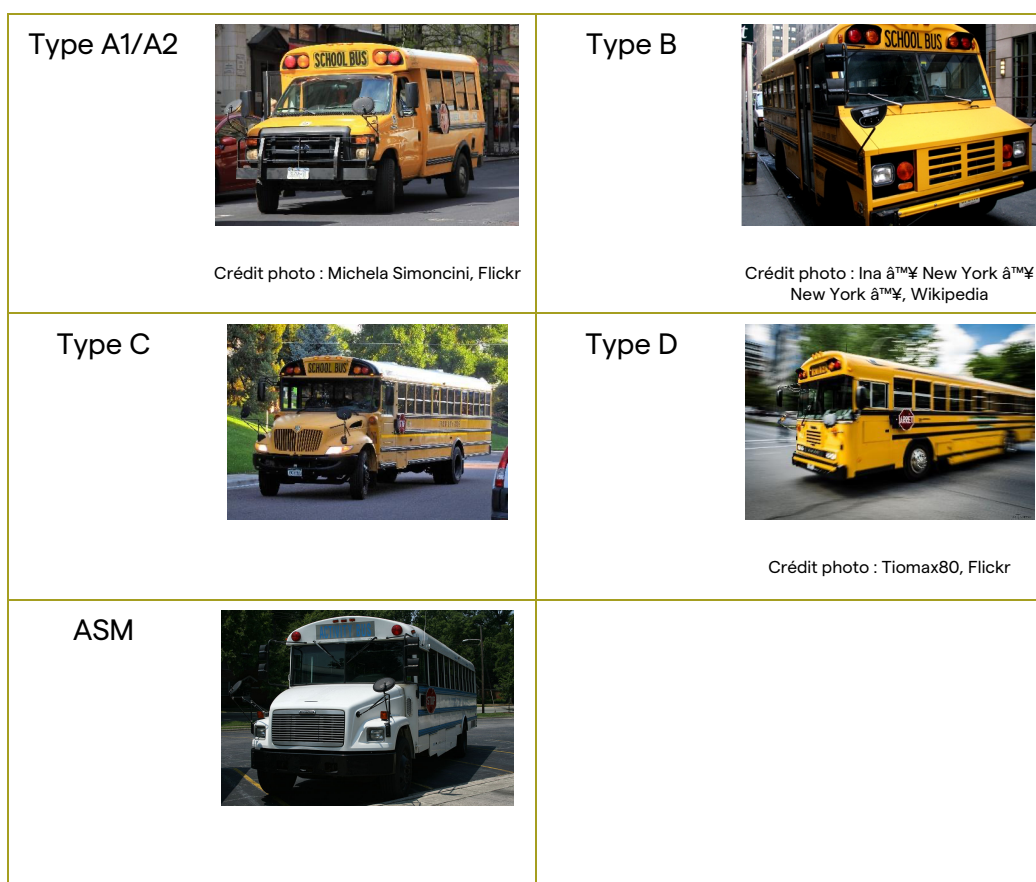 Type A1/A2
SCHOOL BUS
Crédit photo : Michela Simoncini, Flickr
Type B
SCHOOL BUS
Crédit photo : Ina â™¥ New York â™¥
New York â™¥, Wikipedia
Type C
SCHOOL BUS
Type D
ARRET
Crédit photo : Tiomax80, Flickr
ASM